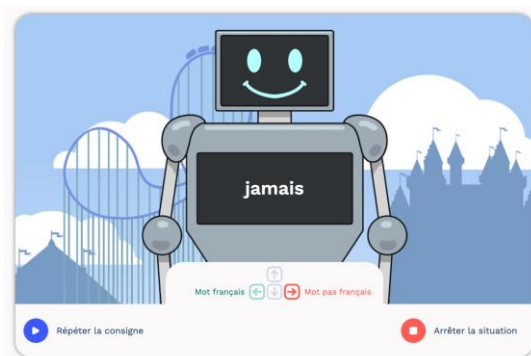 jamais
Mot français Mot pas français
Répéter la consigne
Arrêter la situation